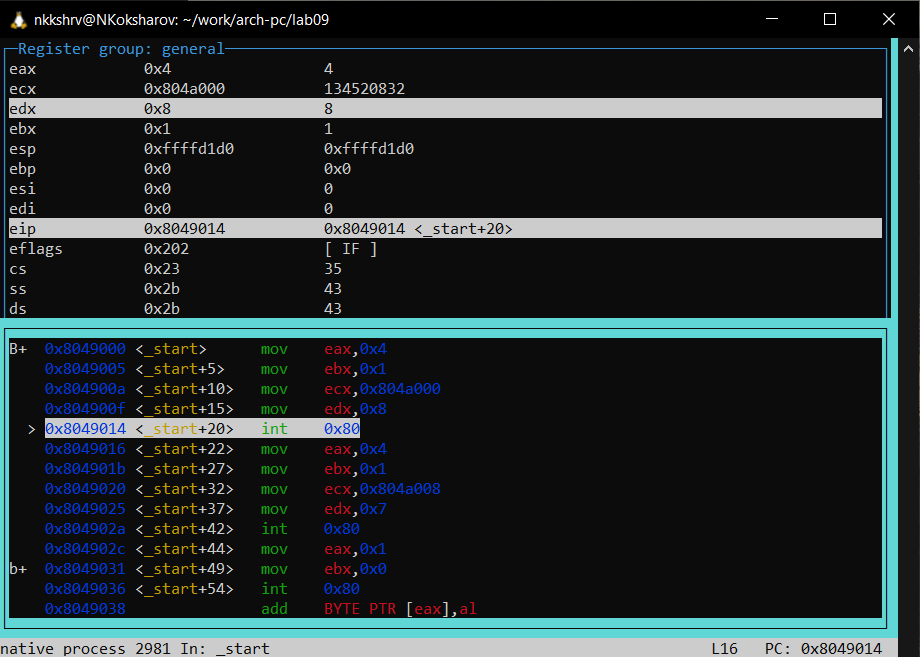 nkkshrv@NKoksharov: ~/work/arch-pc/lab09
Register group: general
eax 0x4 4
ecx 0x804a000 134520832
edx 0x8 8
ebx 0x1 1
esp 0xffffd1d0 0xffffd1d0
ebp 0x0 0x0
esi 0x0 0
edi 0x0 0
eip 0x8049014 0x8049014 <_start+20>
eflags 0x202 [ IF ]
cs 0x23 35
ss 0x2b 43
ds 0x2b 43
B+ 0x8049000 <_start> mov eax,0x4
0x8049005 <_start+5> mov ebx,0x1
0x804900a <_start+10> mov ecx,0x804a000
0x804900f <_start+15> mov edx,0x8
> 0x8049014 <_start+20> int 0x80
0x8049016 <_start+22> mov eax,0x4
0x804901b <_start+27> mov ebx,0x1
0x8049020 <_start+32> mov ecx,0x804a008
0x8049025 <_start+37> mov edx,0x7
0x804902a <_start+42> int 0x80
0x804902c <_start+44> mov eax,0x1
b+ 0x8049031 <_start+49> mov ebx,0x0
0x8049036 <_start+54> int 0x80
0x8049038 add BYTE PTR [eax],al
native process 2981 In: _start L16 PC: 0x8049014